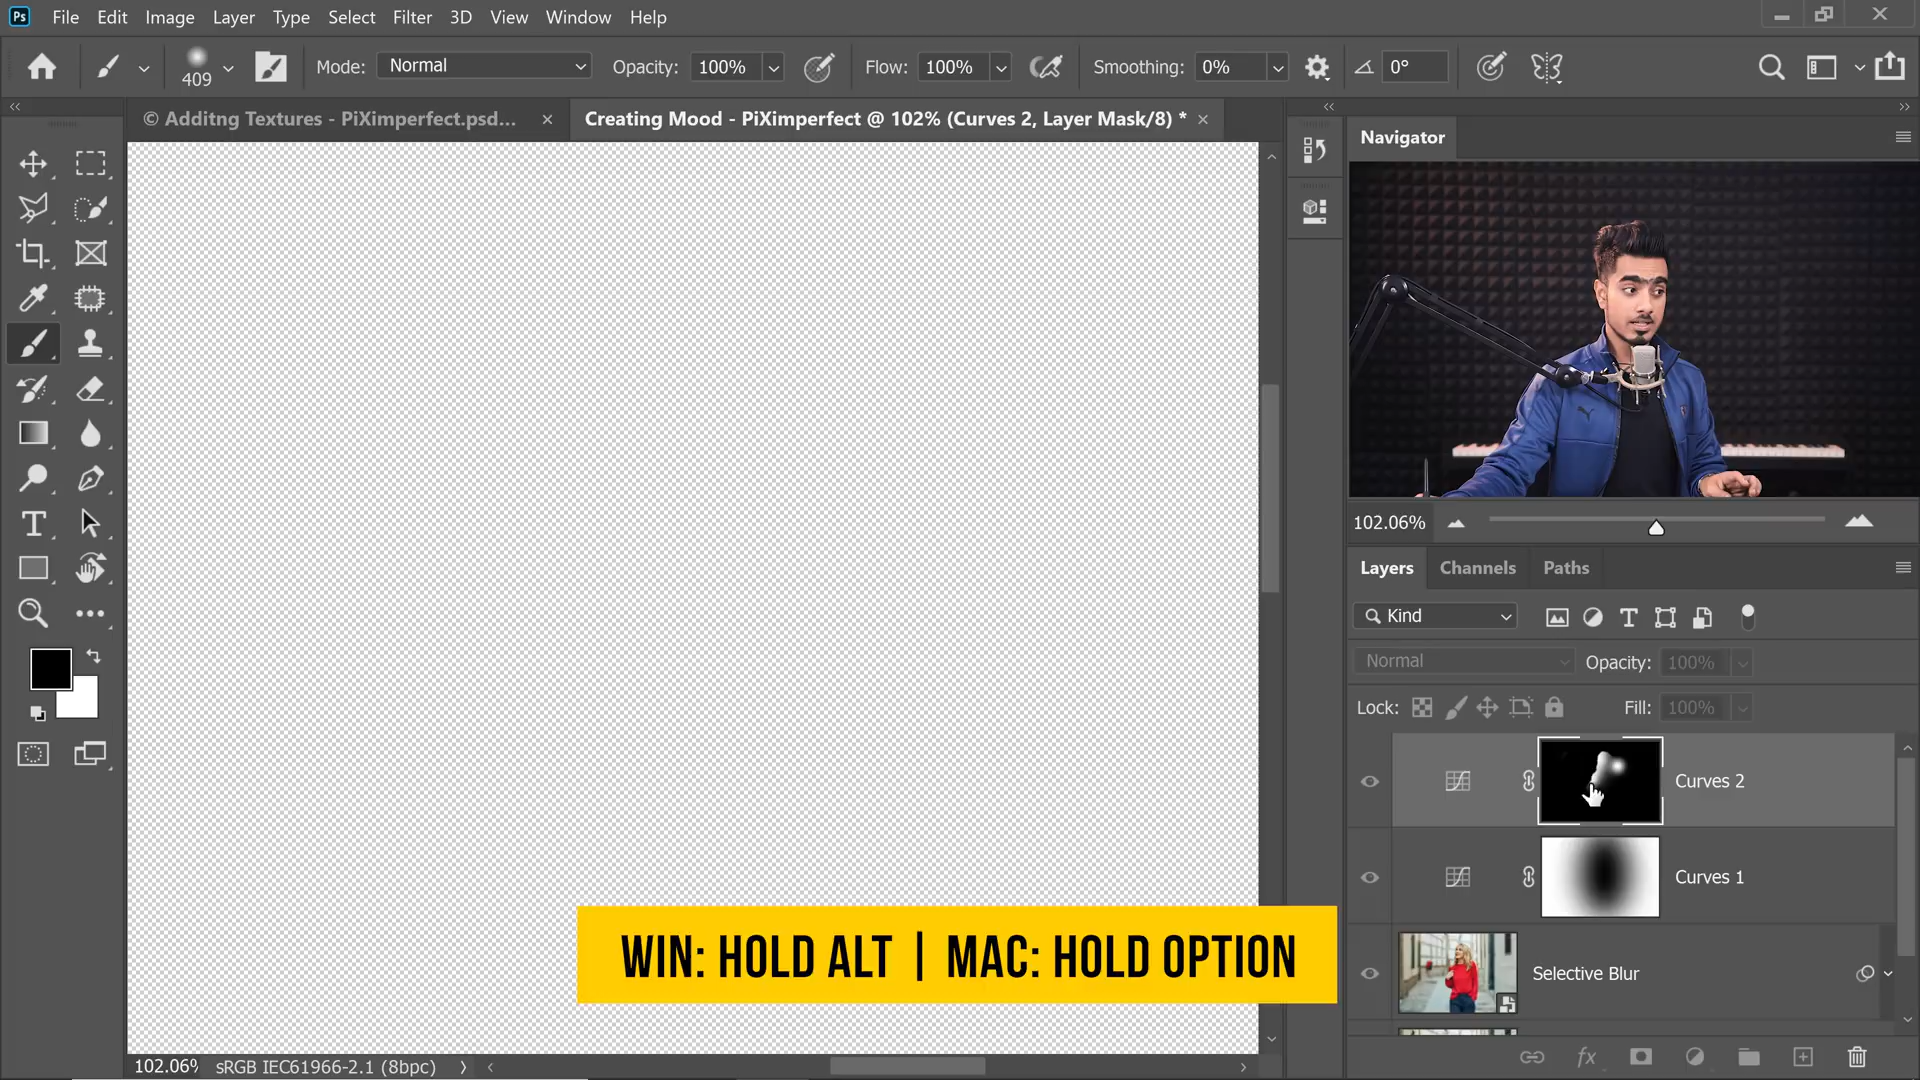 Ps File Edit Image Layer Type Select Filter 3D View Window Help
409 Mode: Normal Opacity: 100% Flow: 100% Smoothing: 0% 0°
© Additng Textures - PiXimperfect.psd... × Creating Mood - PiXimperfect @ 102% (Curves 2, Layer Mask/8) * ×
Navigator
102.06%
Layers Channels Paths
Kind
Normal Opacity: 100%
Lock: Fill: 100%
Curves 2
Curves 1
WIN: HOLD ALT | MAC: HOLD OPTION
Selective Blur
fx
102.06% sRGB IEC61966-2.1 (8bpc)